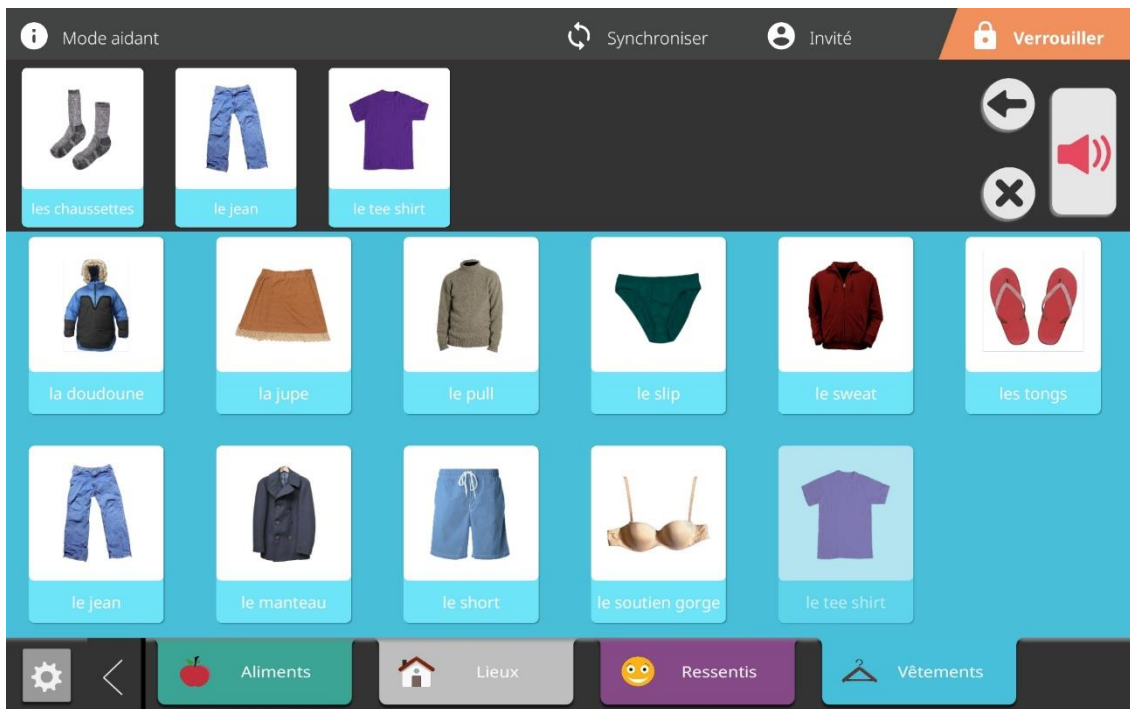 Mode aidant
Synchroniser
Invité
Verrouiller
les chaussettes
le jean
le tee shirt
la doudoune
la jupe
le pull
le slip
le sweat
les tongs
le jean
le manteau
le short
le soutien gorge
le tee shirt
Aliments
Lieux
Ressentis
Vêtements